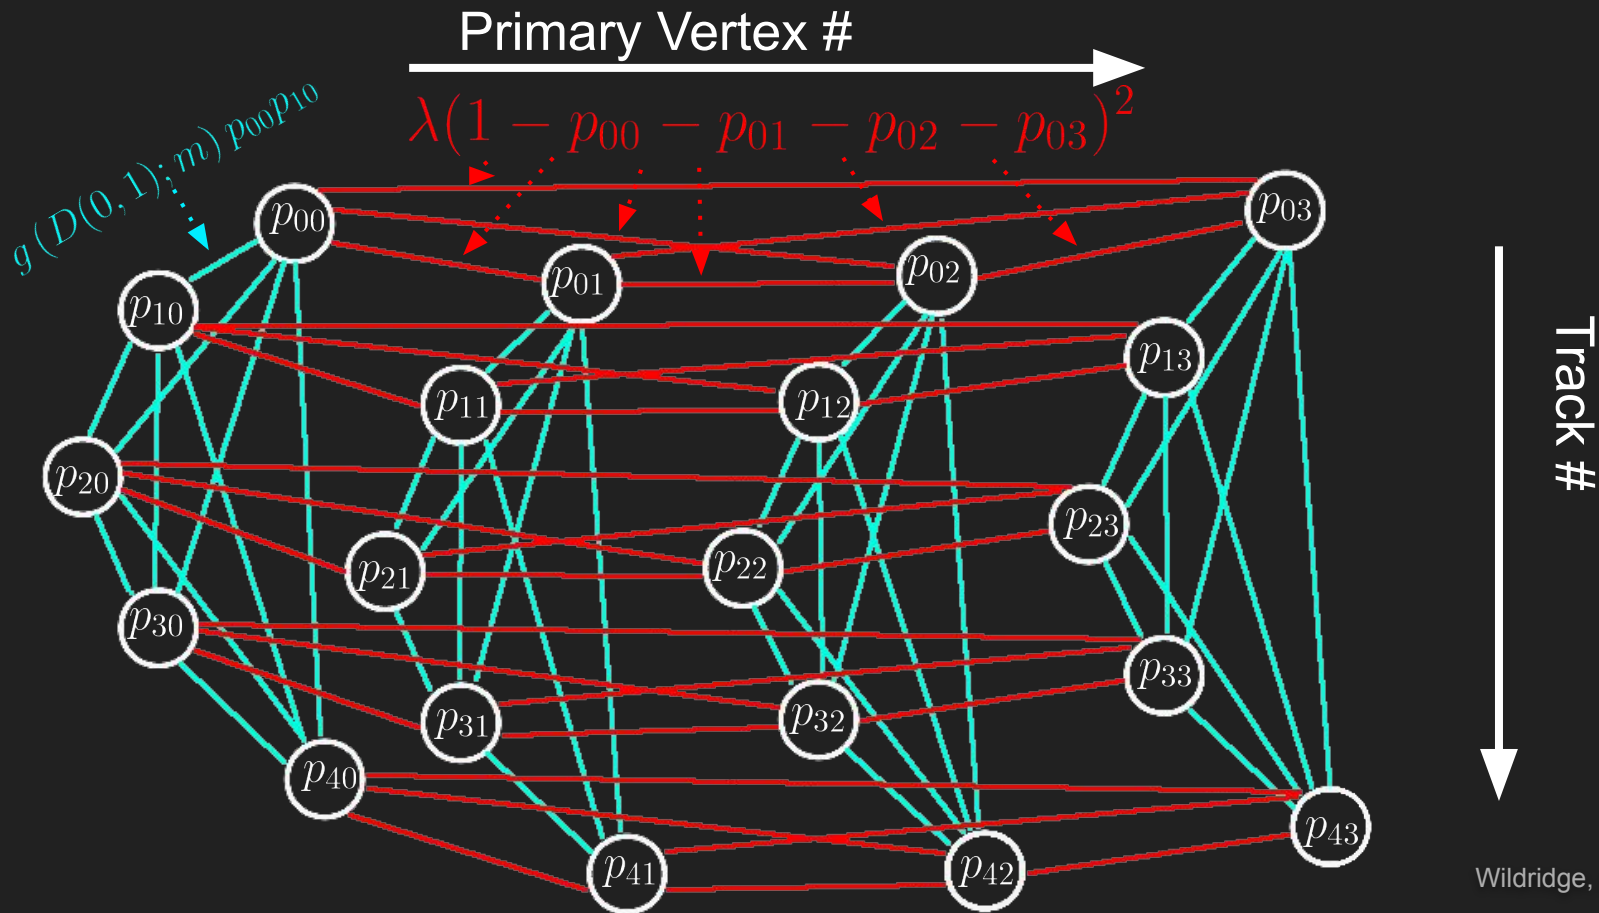 Primary Vertex #
λ(1 − p₀₀ − p₀₁ − p₀₂ − p₀₃)²
g(D(0, 1); m) p₀₀p₁₀
p₀₀
p₀₁
p₀₂
p₀₃
p₁₀
p₁₁
p₁₂
p₁₃
p₂₀
p₂₁
p₂₂
p₂₃
p₃₀
p₃₁
p₃₂
p₃₃
p₄₀
p₄₁
p₄₂
p₄₃
Track #
Wildridge,